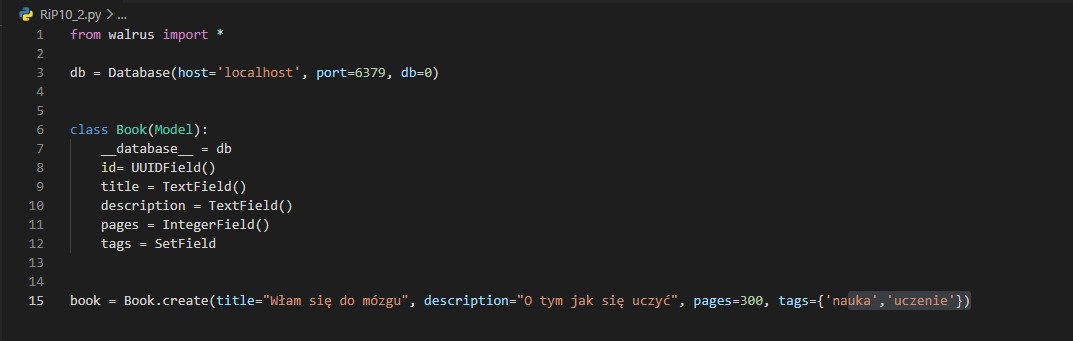 RiP10_2.py > ...
1 from walrus import *
2
3 db = Database(host='localhost', port=6379, db=0)
4
5
6 class Book(Model):
7     __database__ = db
8     id= UUIDField()
9     title = TextField()
10     description = TextField()
11     pages = IntegerField()
12     tags = SetField
13
14
15 book = Book.create(title="Włam się do mózgu", description="O tym jak się uczyć", pages=300, tags={'nauka','uczenie'})